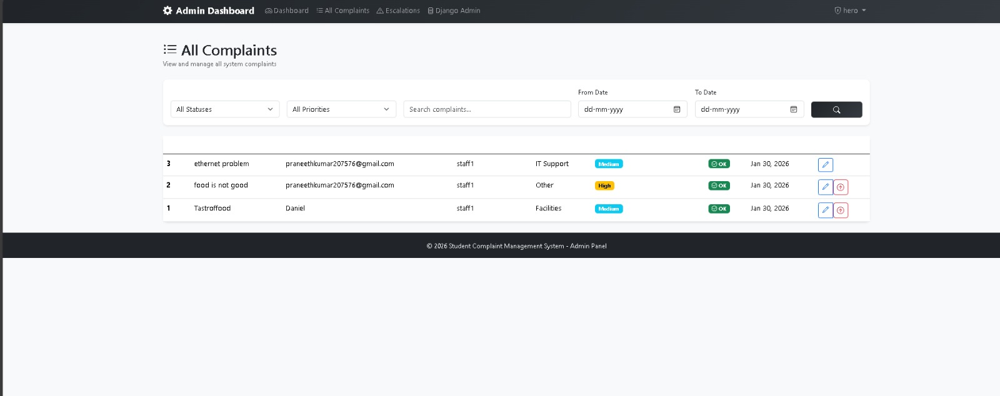 Admin Dashboard Dashboard All Complaints Escalations Django Admin hero
All Complaints
View and manage all system complaints
From Date To Date
All Statuses All Priorities Search complaints... dd-mm-yyyy dd-mm-yyyy
3 ethernet problem praneethkumar207576@gmail.com staff1 IT Support Medium OK Jan 30, 2026
2 food is not good praneethkumar207576@gmail.com staff1 Other High OK Jan 30, 2026
1 Tastroffood Daniel staff1 Facilities Medium OK Jan 30, 2026
© 2026 Student Complaint Management System - Admin Panel